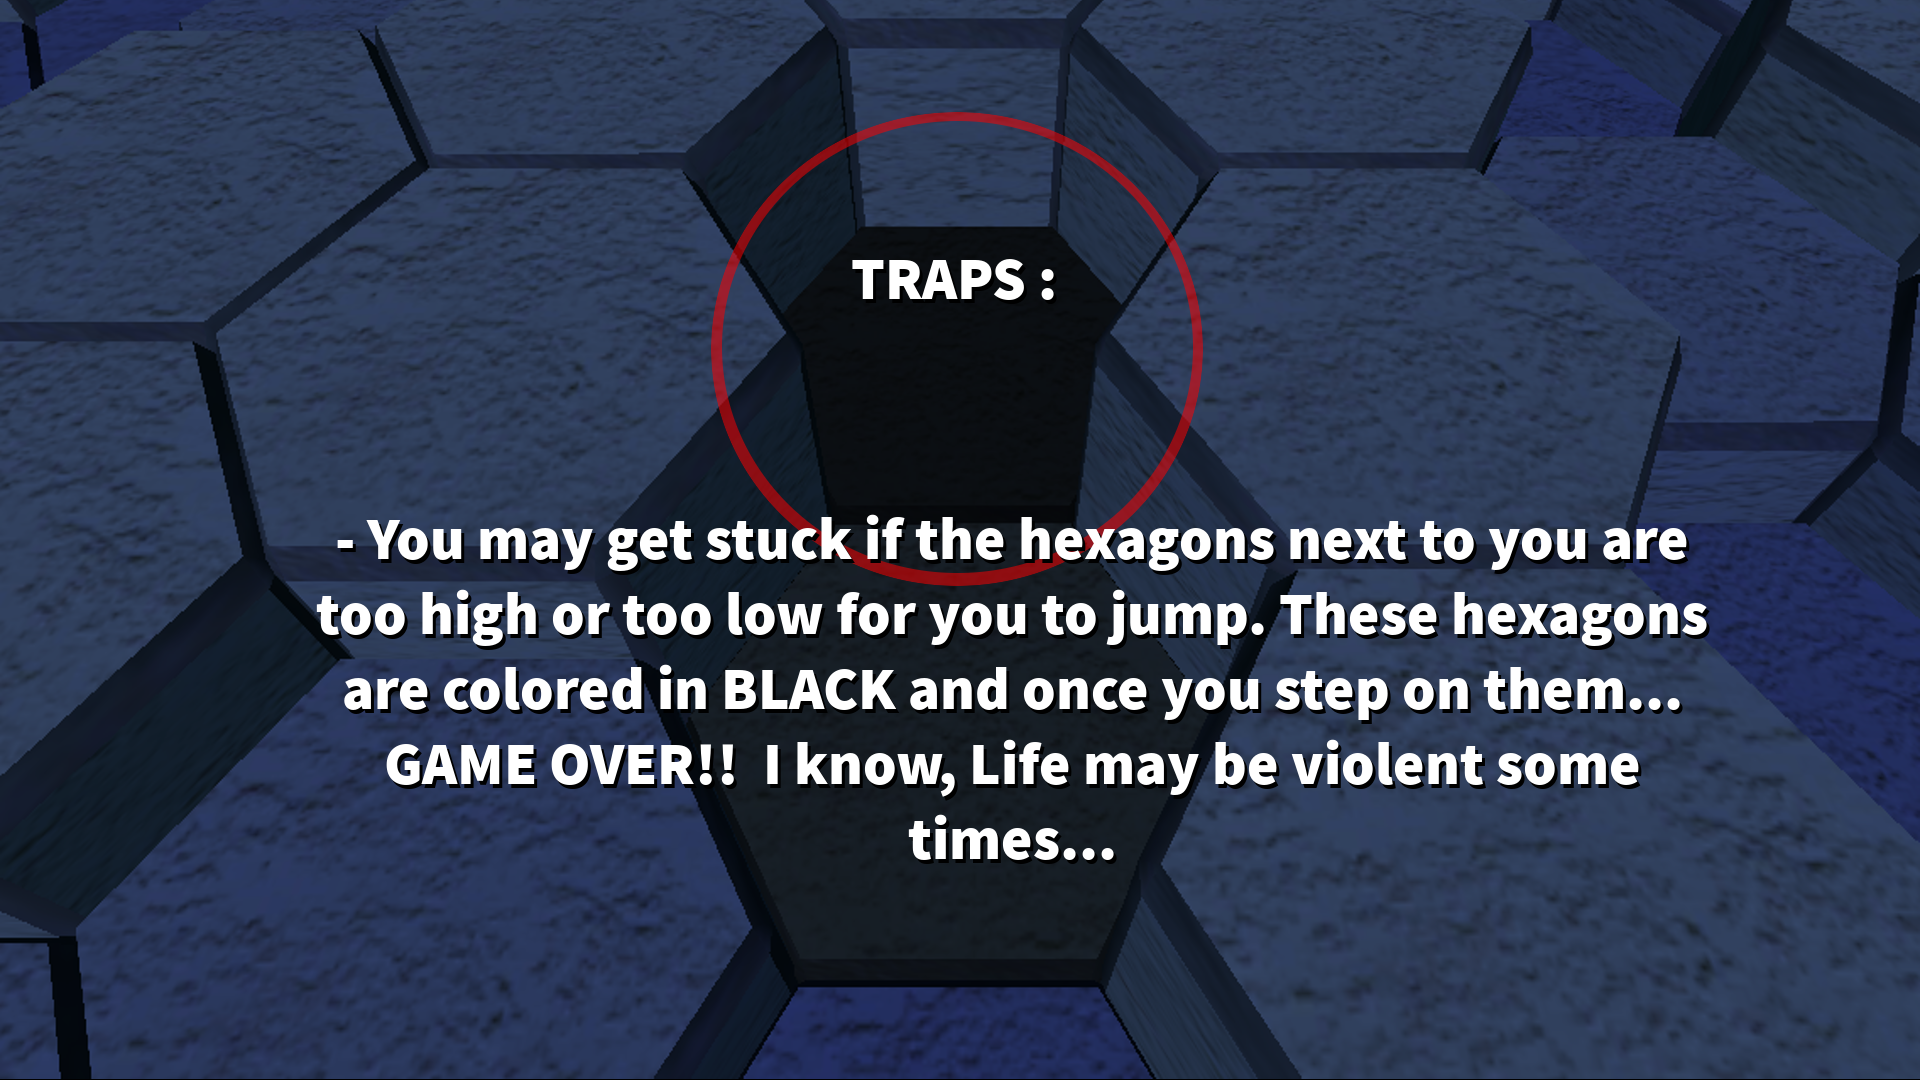 TRAPS :
- You may get stuck if the hexagons next to you are
too high or too low for you to jump. These hexagons
are colored in BLACK and once you step on them...
GAME OVER!!  I know, Life may be violent some
times...